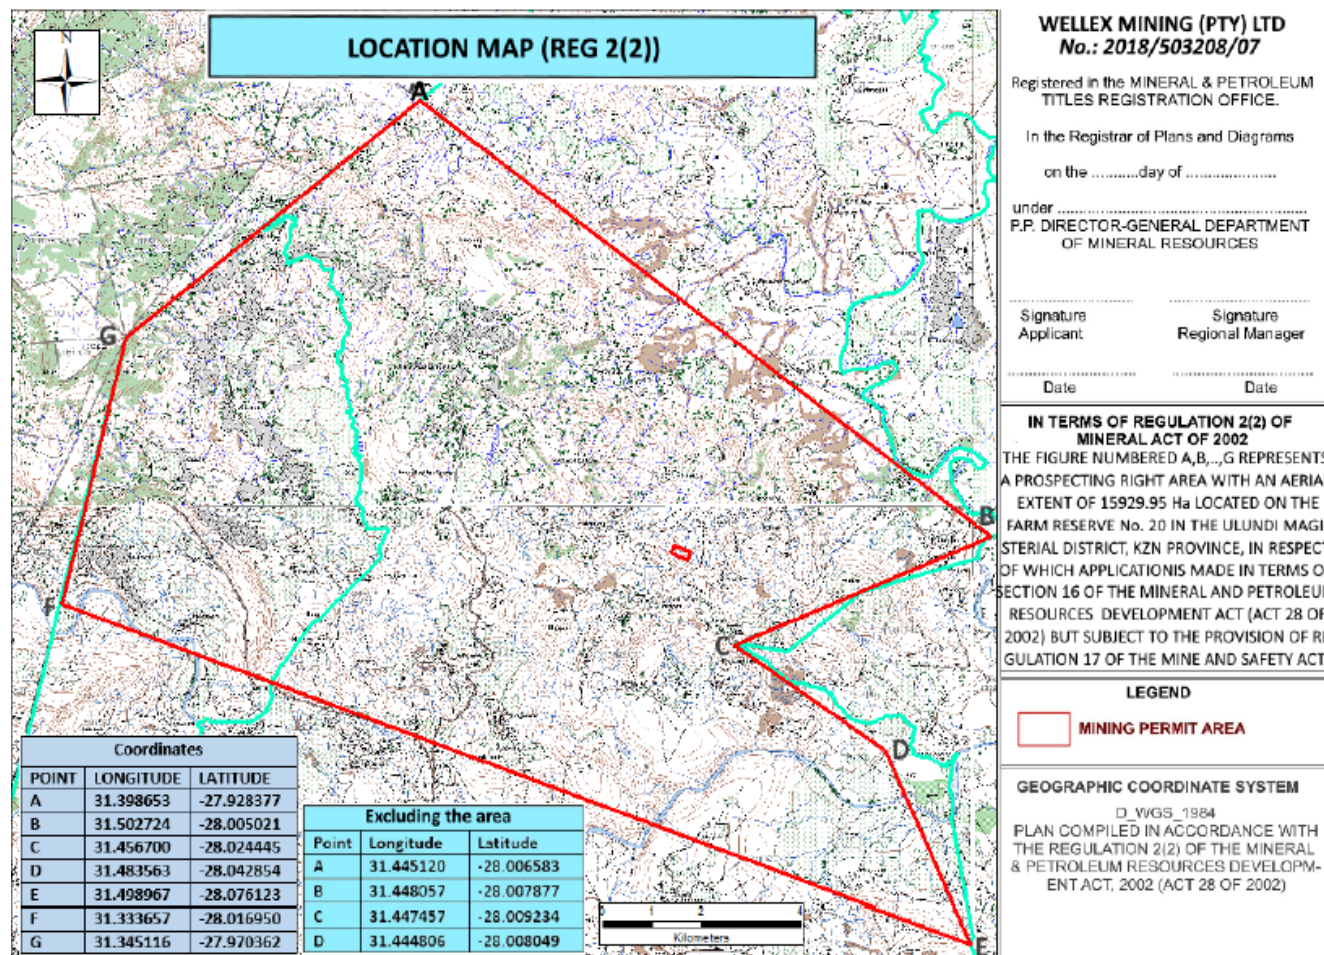 LOCATION MAP (REG 2(2))
N
A
B
C
D
E
F
G
WELLEX MINING (PTY) LTD
No.: 2018/503208/07
Registered in the MINERAL & PETROLEUM
TITLES REGISTRATION OFFICE.
In the Registrar of Plans and Diagrams
on the ...........day of .....................
under ..........................................................
P.P. DIRECTOR-GENERAL DEPARTMENT
OF MINERAL RESOURCES
Signature Signature
Applicant Regional Manager
Date Date
IN TERMS OF REGULATION 2(2) OF
MINERAL ACT OF 2002
THE FIGURE NUMBERED A,B,..,G REPRESENTS
A PROSPECTING RIGHT AREA WITH AN AERIA
EXTENT OF 15929.95 Ha LOCATED ON THE
FARM RESERVE No. 20 IN THE ULUNDI MAGI
STERIAL DISTRICT, KZN PROVINCE, IN RESPECT
OF WHICH APPLICATIONIS MADE IN TERMS O
SECTION 16 OF THE MINERAL AND PETROLEU
RESOURCES DEVELOPMENT ACT (ACT 28 OF
2002) BUT SUBJECT TO THE PROVISION OF RE
GULATION 17 OF THE MINE AND SAFETY ACT
LEGEND
MINING PERMIT AREA
GEOGRAPHIC COORDINATE SYSTEM
D_WGS_1984
PLAN COMPILED IN ACCORDANCE WITH
THE REGULATION 2(2) OF THE MINERAL
& PETROLEUM RESOURCES DEVELOPM-
ENT ACT, 2002 (ACT 28 OF 2002)
Coordinates
POINT LONGITUDE LATITUDE
A 31.398653 -27.928377
B 31.502724 -28.005021
C 31.456700 -28.024445
D 31.483563 -28.042854
E 31.498967 -28.076123
F 31.333657 -28.016950
G 31.345116 -27.970362
Excluding the area
Point Longitude Latitude
A 31.445120 -28.006583
B 31.448057 -28.007877
C 31.447457 -28.009234
D 31.444806 -28.008049
0 1 2 4
Kilometers